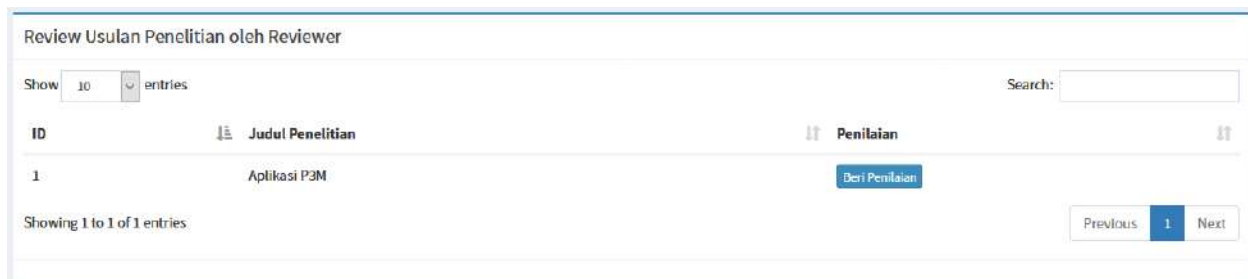 Review Usulan Penelitian oleh Reviewer
Show 10 entries Search:
ID Judul Penelitian Penilaian
1 Aplikasi P3M Beri Penilaian
Showing 1 to 1 of 1 entries Previous 1 Next